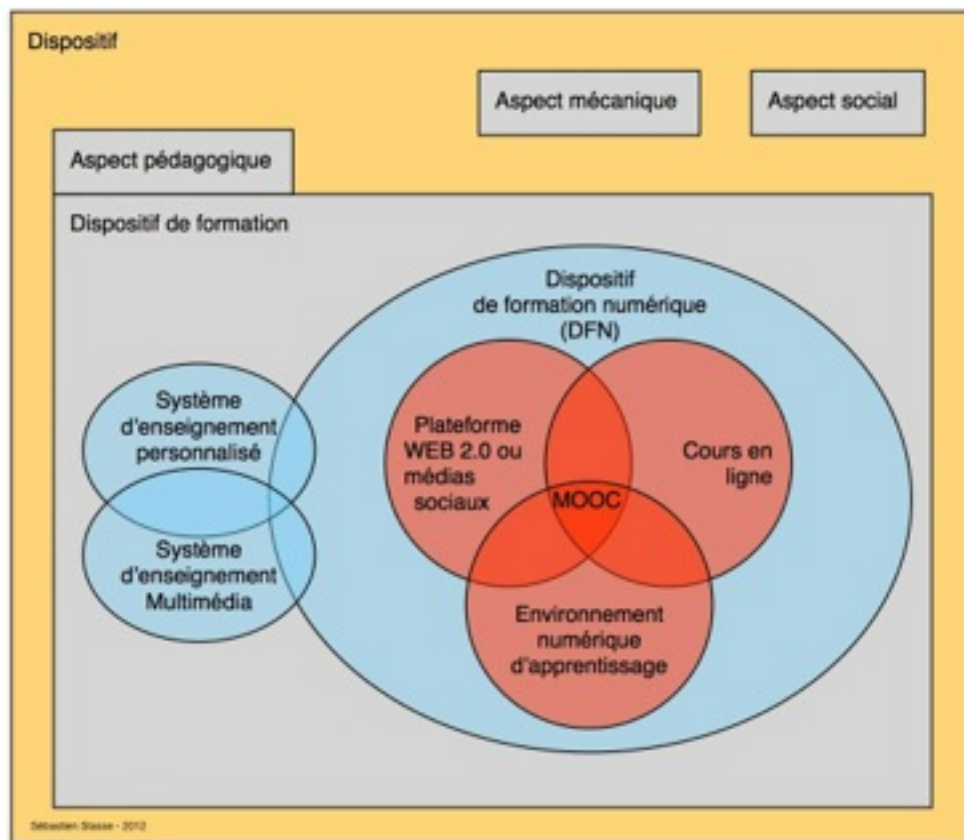 Dispositif
Aspect mécanique
Aspect social
Aspect pédagogique
Dispositif de formation
Dispositif
de formation numérique
(DFN)
Système
d'enseignement
personnalisé
Plateforme
WEB 2.0 ou
médias
sociaux
Cours en
ligne
MOOC
Système
d'enseignement
Multimédia
Environnement
numérique
d'apprentissage
Sébastien Stasse - 2012